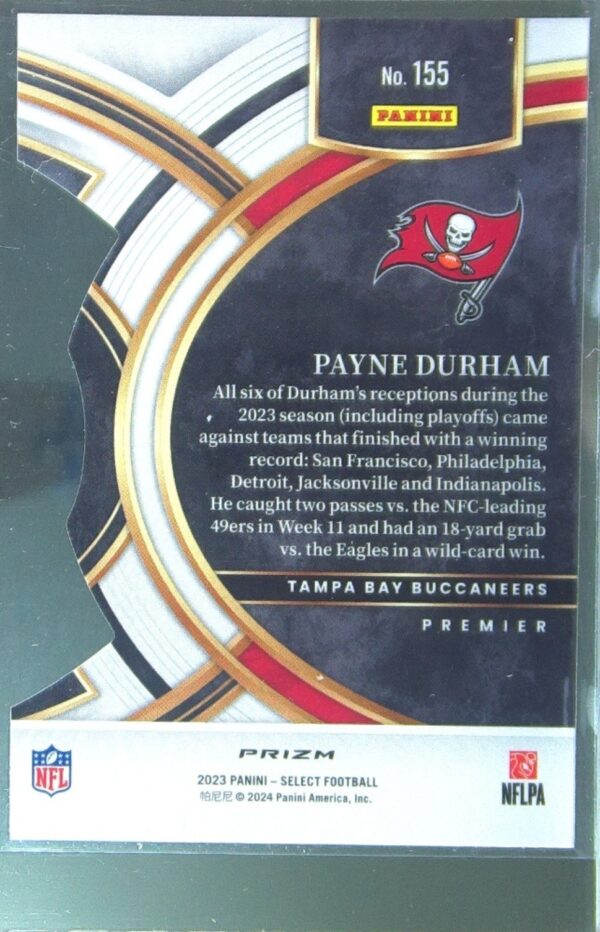 No. 155
PANINI
PAYNE DURHAM
All six of Durham's receptions during the
2023 season (including playoffs) came
against teams that finished with a winning
record: San Francisco, Philadelphia,
Detroit, Jacksonville and Indianapolis.
He caught two passes vs. the NFC-leading
49ers in Week 11 and had an 18-yard grab
vs. the Eagles in a wild-card win.
TAMPA BAY BUCCANEERS
PREMIER
PRIZM
NFL
2023 PANINI – SELECT FOOTBALL
帕尼尼 © 2024 Panini America, Inc.
NFLPA